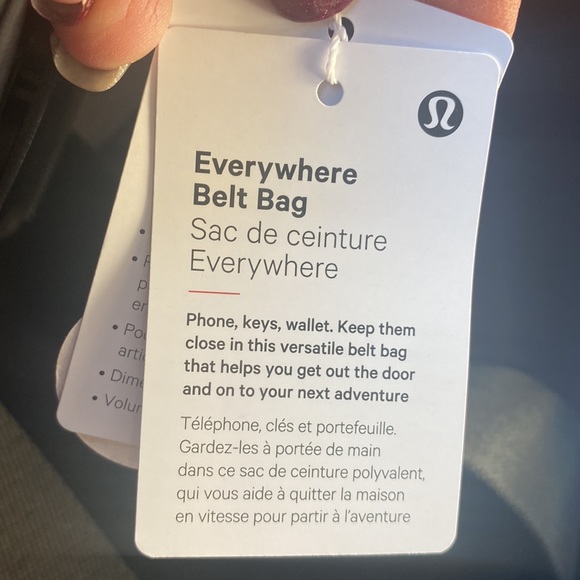 Everywhere
Belt Bag
Sac de ceinture
Everywhere
Phone, keys, wallet. Keep them
close in this versatile belt bag
that helps you get out the door
and on to your next adventure
Téléphone, clés et portefeuille.
Gardez-les à portée de main
dans ce sac de ceinture polyvalent,
qui vous aide à quitter la maison
en vitesse pour partir à l'aventure